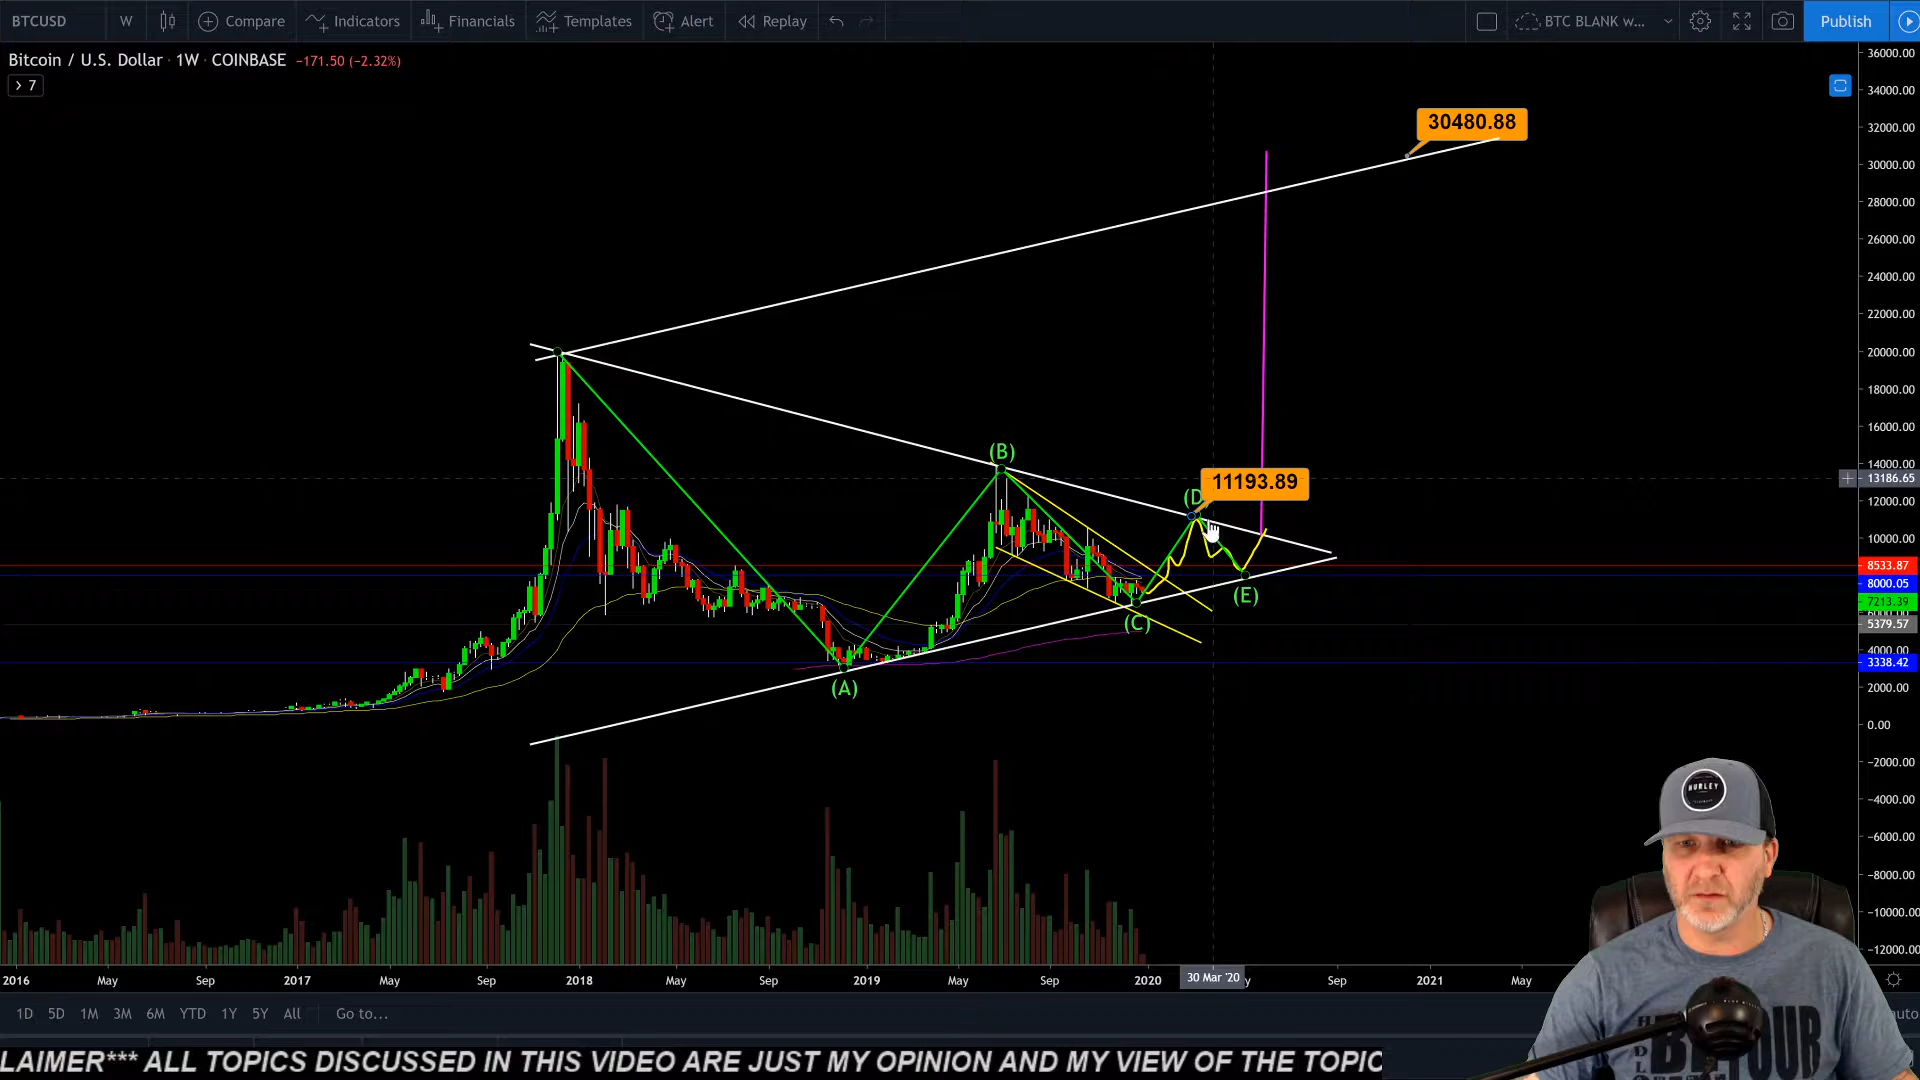 BTCUSD W Compare Indicators Financials Templates Alert Replay BTC BLANK w... Publish
Bitcoin / U.S. Dollar · 1W · COINBASE −171.50 (−2.32%)
7
36000.00
34000.00
30480.88
32000.00
30000.00
28000.00
26000.00
24000.00
22000.00
20000.00
18000.00
16000.00
(B)
14000.00
11193.89
13186.65
(D
12000.00
10000.00
8533.87
8000.05
(E)
7213.39
(C)
5379.57
4000.00
3338.42
(A)
2000.00
0.00
−2000.00
−4000.00
HURLEY
−6000.00
−8000.00
−10000.00
−12000.00
2016 May Sep 2017 May Sep 2018 May Sep 2019 May Sep 2020 30 Mar '20 y Sep 2021 May
1D 5D 1M 3M 6M YTD 1Y 5Y All Go to... auto
LAIMER*** ALL TOPICS DISCUSSED IN THIS VIDEO ARE JUST MY OPINION AND MY VIEW OF THE TOPIC